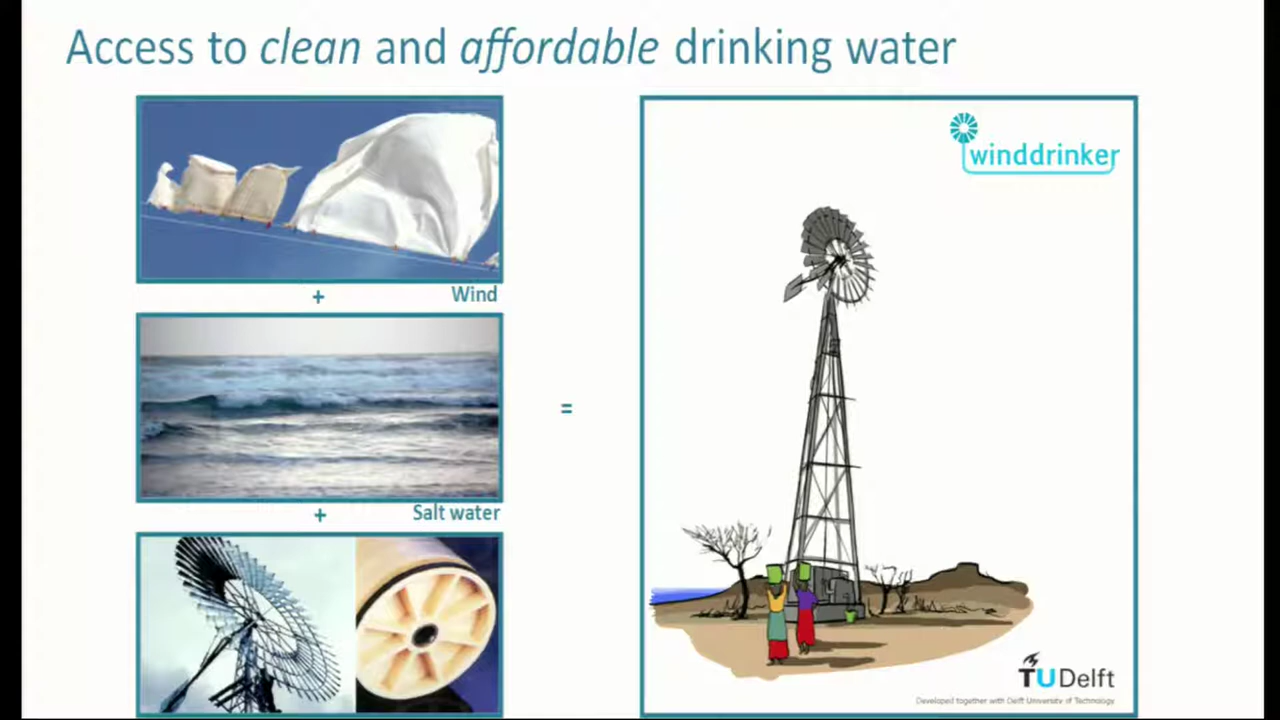 Access to clean and affordable drinking water
winddrinker
+ Wind
=
+ Salt water
TU Delft
Developed together with Delft University of Technology